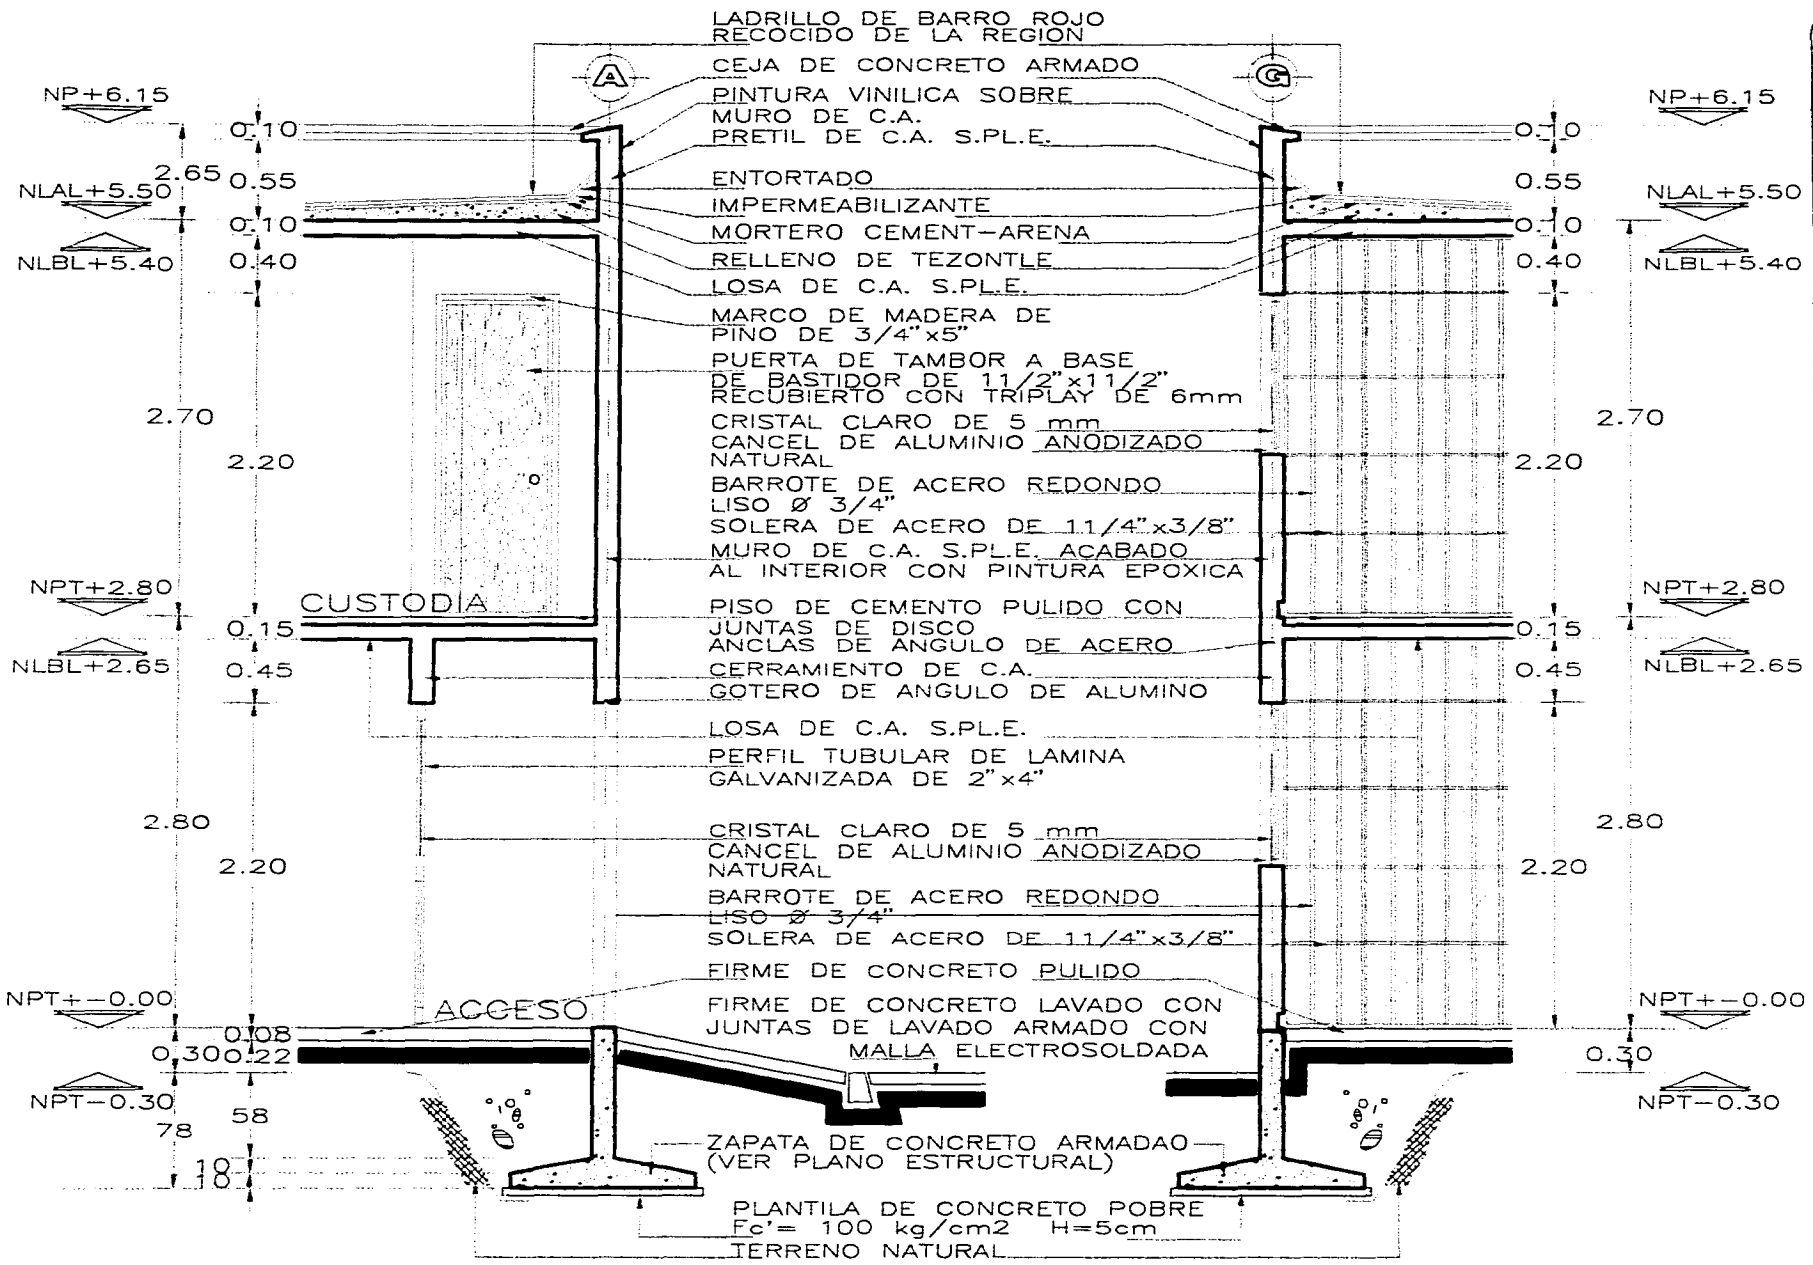 LADRILLO DE BARRO ROJO
RECOCIDO DE LA REGION
A
G
CEJA DE CONCRETO ARMADO
PINTURA VINILICA SOBRE
MURO DE C.A.
PRETIL DE C.A. S.PL.E.
ENTORTADO
IMPERMEABILIZANTE
MORTERO CEMENT-ARENA
RELLENO DE TEZONTLE
LOSA DE C.A. S.PL.E.
MARCO DE MADERA DE
PINO DE 3/4"x5"
PUERTA DE TAMBOR A BASE
DE BASTIDOR DE 11/2"x11/2"
RECUBIERTO CON TRIPLAY DE 6mm
CRISTAL CLARO DE 5 mm
CANCEL DE ALUMINIO ANODIZADO
NATURAL
BARROTE DE ACERO REDONDO
LISO Ø 3/4"
SOLERA DE ACERO DE 11/4"x3/8"
MURO DE C.A. S.PL.E. ACABADO
AL INTERIOR CON PINTURA EPOXICA
PISO DE CEMENTO PULIDO CON
JUNTAS DE DISCO
ANCLAS DE ANGULO DE ACERO
CERRAMIENTO DE C.A.
GOTERO DE ANGULO DE ALUMINO
LOSA DE C.A. S.PL.E.
PERFIL TUBULAR DE LAMINA
GALVANIZADA DE 2"x4"
CRISTAL CLARO DE 5 mm
CANCEL DE ALUMINIO ANODIZADO
NATURAL
BARROTE DE ACERO REDONDO
LISO Ø 3/4"
SOLERA DE ACERO DE 11/4"x3/8"
FIRME DE CONCRETO PULIDO
FIRME DE CONCRETO LAVADO CON
JUNTAS DE LAVADO ARMADO CON
MALLA ELECTROSOLDADA
ZAPATA DE CONCRETO ARMADAO
(VER PLANO ESTRUCTURAL)
PLANTILA DE CONCRETO POBRE
Fc'= 100 kg/cm2 H=5cm
TERRENO NATURAL
CUSTODIA
ACCESO
NP+6.15
NLAL+5.50
NLBL+5.40
NPT+2.80
NLBL+2.65
NPT+-0.00
NPT-0.30
2.65
2.70
2.80
0.30
78
0.10
0.55
0.10
0.40
2.20
0.15
0.45
2.20
0.08
0.22
58
10
10
0.10
0.55
0.10
0.40
2.20
0.15
0.45
2.20
2.70
2.80
0.30
NP+6.15
NLAL+5.50
NLBL+5.40
NPT+2.80
NLBL+2.65
NPT+-0.00
NPT-0.30